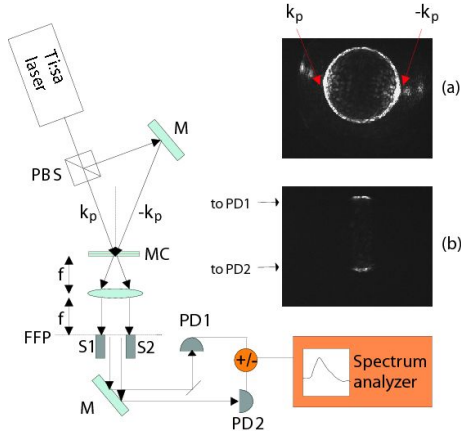 Ti:sa
laser
k_p
-k_p
(a)
M
PBS
k_p
-k_p
MC
f
f
to PD1
(b)
to PD2
FFP
S1
S2
PD1
+/-
Spectrum
analyzer
M
PD2